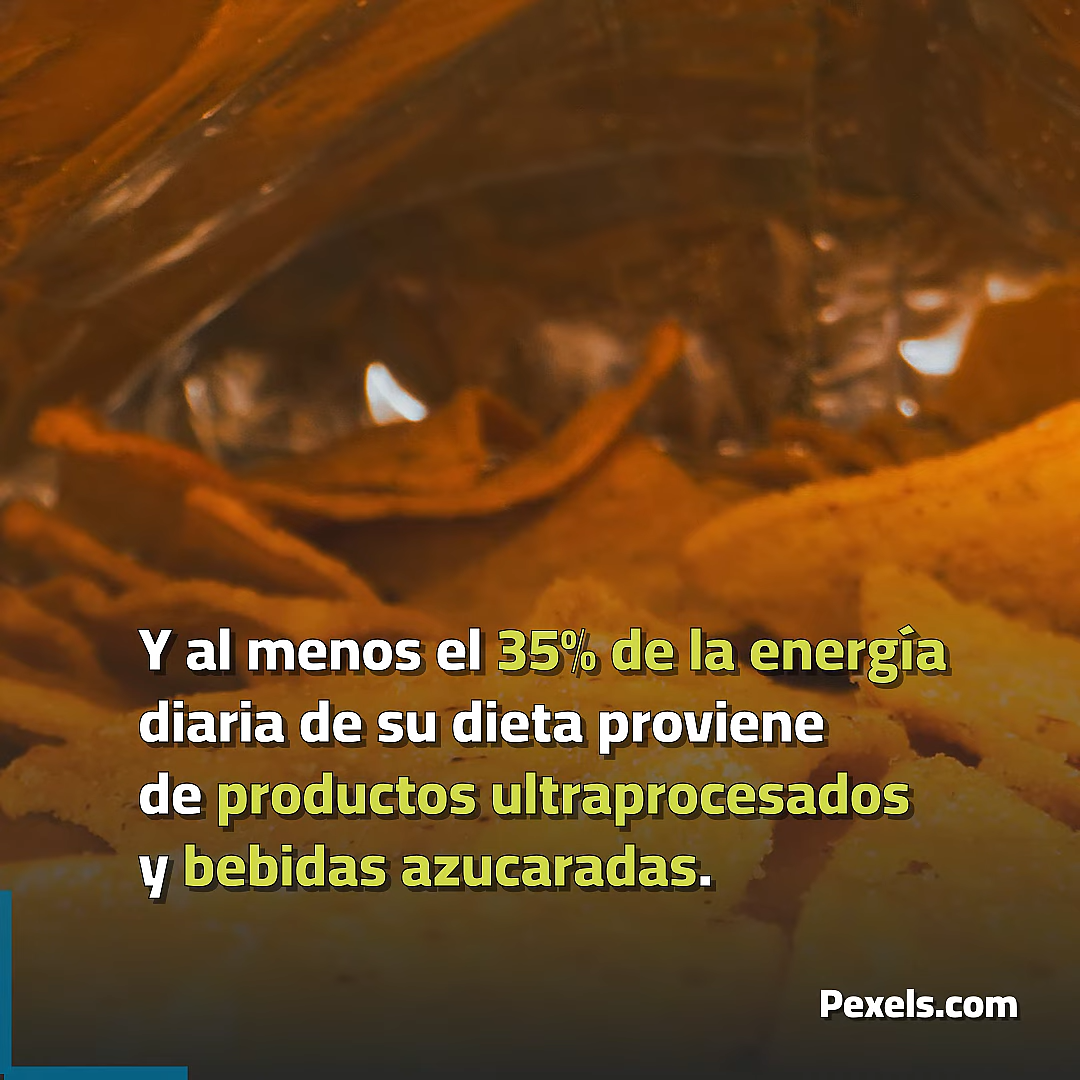 Y al menos el 35% de la energía
diaria de su dieta proviene
de productos ultraprocesados
y bebidas azucaradas.
Pexels.com